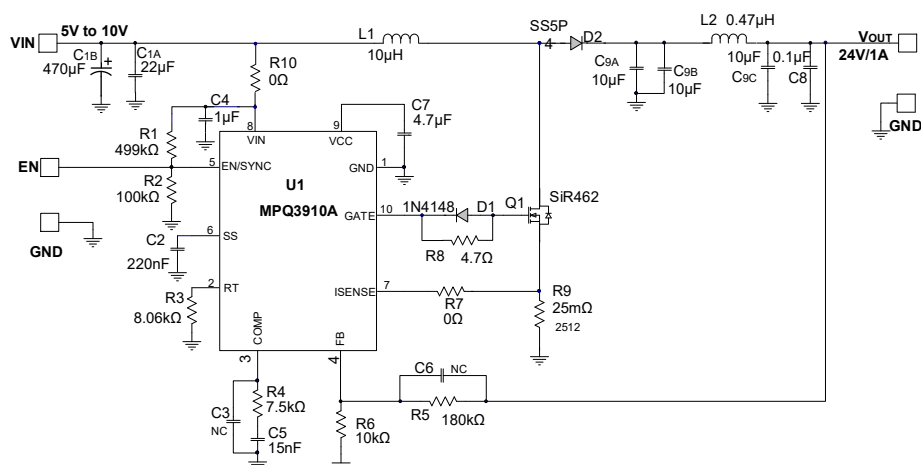 VIN
5V to 10V
C1B
470µF
+
C1A
22µF
R10
0Ω
L1
10µH
SS5P
4
D2
C9A
10µF
C9B
10µF
L2 0.47µH
10µF
C9C
0.1µF
C8
VOUT
24V/1A
GND
C4
1µF
R1
499kΩ
EN
R2
100kΩ
GND
C2
220nF
R3
8.06kΩ
8
VIN
9
VCC
C7
4.7µF
5
EN/SYNC
GND
1
U1
MPQ3910A
GATE
10
1N4148
D1
R8
4.7Ω
Q1
SiR462
6
SS
2
RT
ISENSE
7
R7
0Ω
R9
25mΩ
2512
COMP
3
FB
4
C3
NC
R4
7.5kΩ
C5
15nF
R6
10kΩ
C6
NC
R5
180kΩ